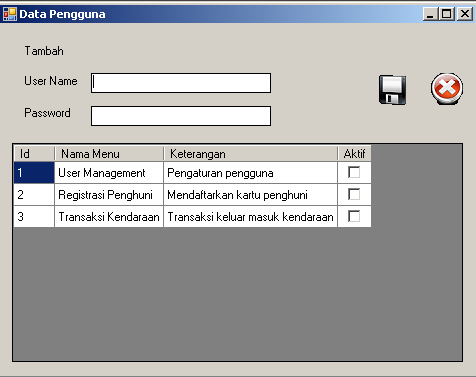 Data Pengguna
Tambah
User Name
Password
Id Nama Menu Keterangan Aktif
1 User Management Pengaturan pengguna
2 Registrasi Penghuni Mendaftarkan kartu penghuni
3 Transaksi Kendaraan Transaksi keluar masuk kendaraan